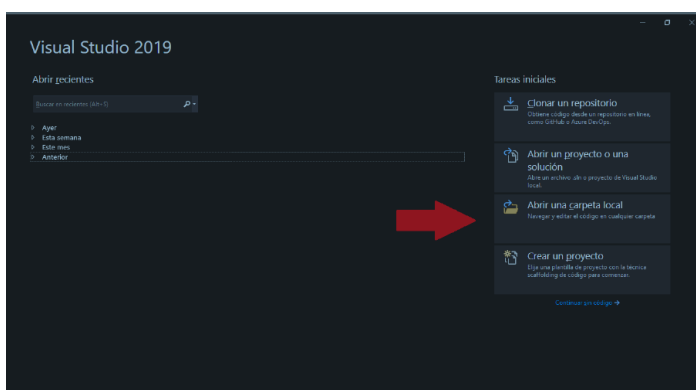 Visual Studio 2019
Abrir recientes
Buscar en recientes (Alt+S)
Ayer
Esta semana
Este mes
Anterior
Tareas iniciales
Clonar un repositorio
Obtiene código desde un repositorio en línea,
como GitHub o Azure DevOps.
Abrir un proyecto o una
solución
Abre un archivo .sln o proyecto de Visual Studio
local.
Abrir una carpeta local
Navegar y editar el código en cualquier carpeta
Crear un proyecto
Elija una plantilla de proyecto con la técnica
scaffolding de código para comenzar.
Continuar sin código →